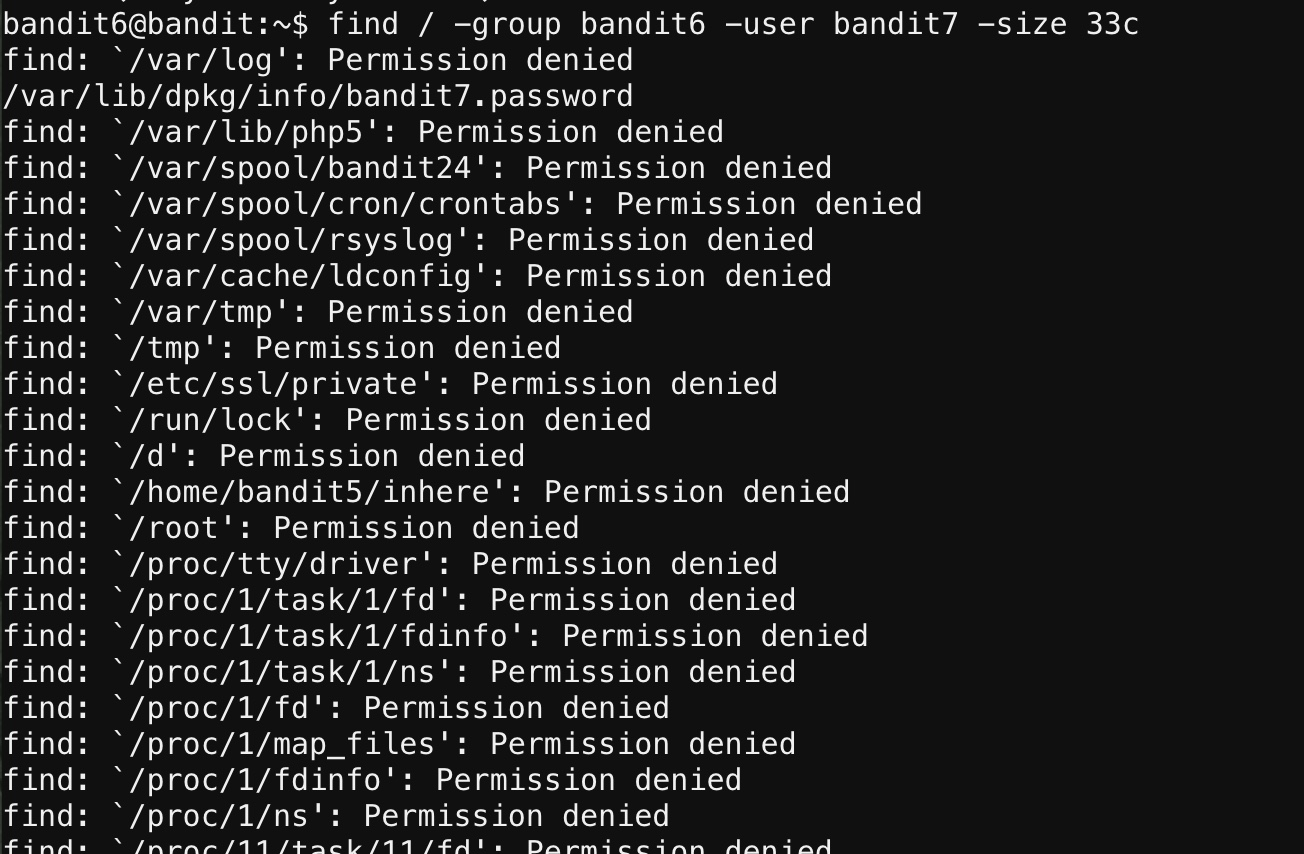 bandit6@bandit:~$ find / -group bandit6 -user bandit7 -size 33c
find: `/var/log': Permission denied
/var/lib/dpkg/info/bandit7.password
find: `/var/lib/php5': Permission denied
find: `/var/spool/bandit24': Permission denied
find: `/var/spool/cron/crontabs': Permission denied
find: `/var/spool/rsyslog': Permission denied
find: `/var/cache/ldconfig': Permission denied
find: `/var/tmp': Permission denied
find: `/tmp': Permission denied
find: `/etc/ssl/private': Permission denied
find: `/run/lock': Permission denied
find: `/d': Permission denied
find: `/home/bandit5/inhere': Permission denied
find: `/root': Permission denied
find: `/proc/tty/driver': Permission denied
find: `/proc/1/task/1/fd': Permission denied
find: `/proc/1/task/1/fdinfo': Permission denied
find: `/proc/1/task/1/ns': Permission denied
find: `/proc/1/fd': Permission denied
find: `/proc/1/map_files': Permission denied
find: `/proc/1/fdinfo': Permission denied
find: `/proc/1/ns': Permission denied
find: `/proc/11/task/11/fd': Permission denied